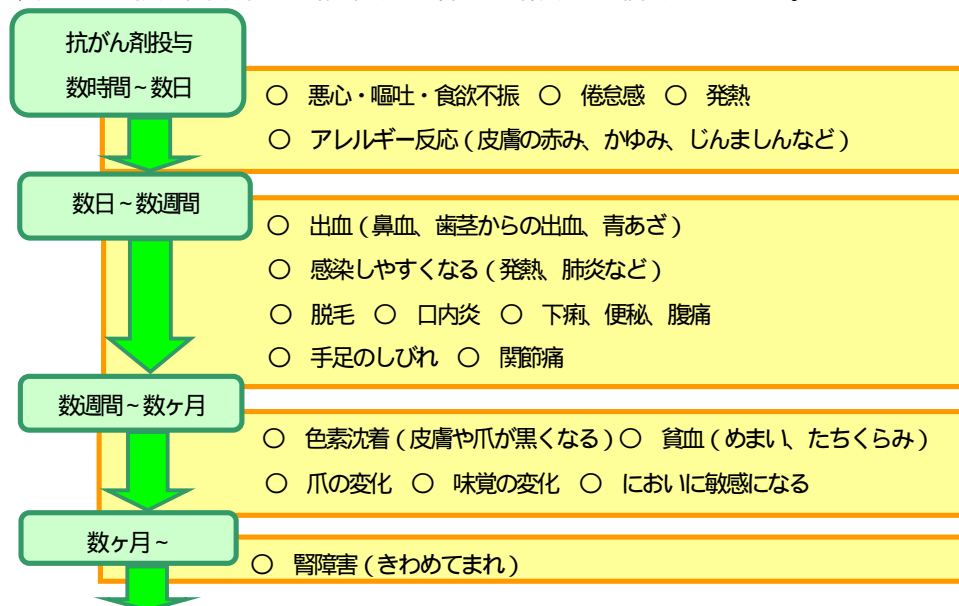 抗がん剤投与
数時間～数日
○ 悪心・嘔吐・食欲不振 ○ 倦怠感 ○ 発熱
○ アレルギー反応（皮膚の赤み、かゆみ、じんましんなど）
数日～数週間
○ 出血（鼻血、歯茎からの出血、青あざ）
○ 感染しやすくなる（発熱、肺炎など）
○ 脱毛 ○ 口内炎 ○ 下痢、便秘、腹痛
○ 手足のしびれ ○ 関節痛
数週間～数ヶ月
○ 色素沈着（皮膚や爪が黒くなる）○ 貧血（めまい、たちくらみ）
○ 爪の変化 ○ 味覚の変化 ○ においに敏感になる
数ヶ月～
○ 腎障害（きわめてまれ）